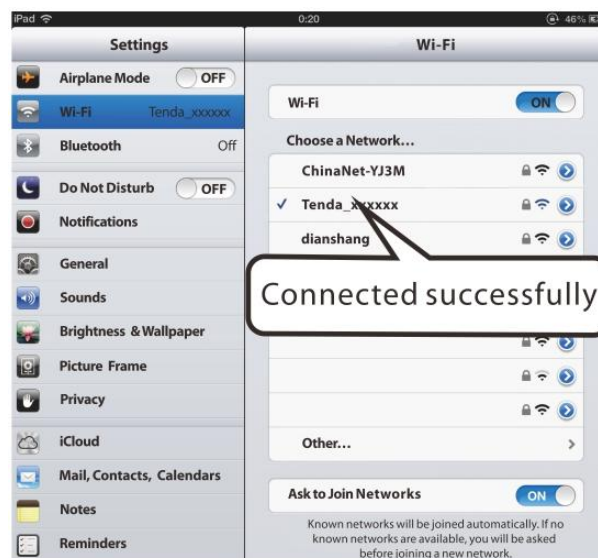 iPad 0:20 46%
Settings
Airplane Mode OFF
Wi-Fi Tenda_xxxxxx
Bluetooth Off
Do Not Disturb OFF
Notifications
General
Sounds
Brightness & Wallpaper
Picture Frame
Privacy
iCloud
Mail, Contacts, Calendars
Notes
Reminders
Wi-Fi
Wi-Fi ON
Choose a Network...
ChinaNet-YJ3M
Tenda_xxxxxx
dianshang
Connected successfully
Other...
Ask to Join Networks ON
Known networks will be joined automatically. If no
known networks are available, you will be asked
before joining a new network.